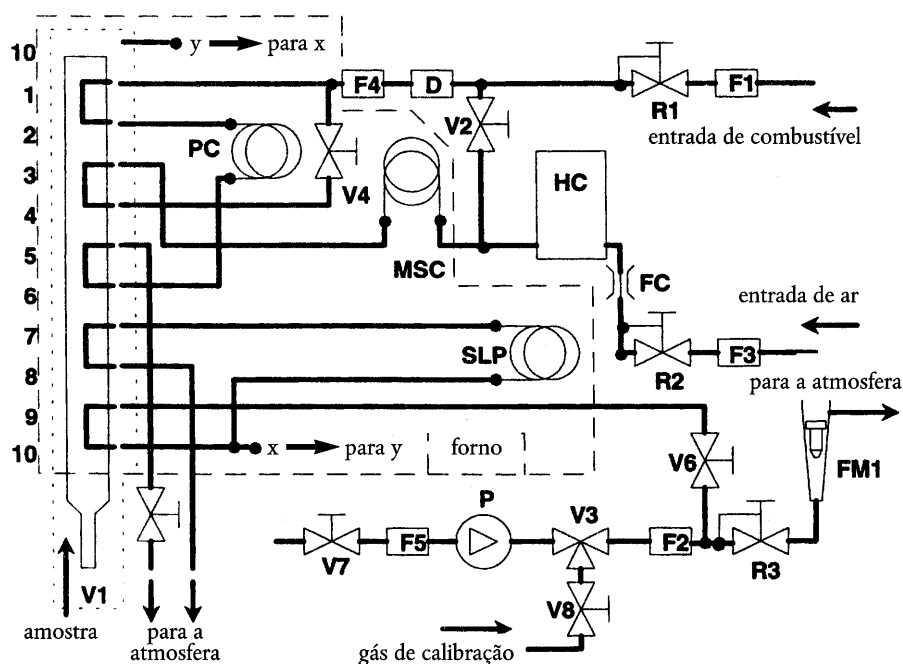 10
y
para x
1
F4
D
R1
F1
V2
entrada de combustível
2
PC
HC
3
V4
4
MSC
5
FC
6
entrada de ar
7
SLP
F3
8
R2
para a atmosfera
9
10
x
para y
forno
V6
FM1
P
V3
F5
F2
V7
R3
V1
V8
amostra
para a
atmosfera
gás de calibração